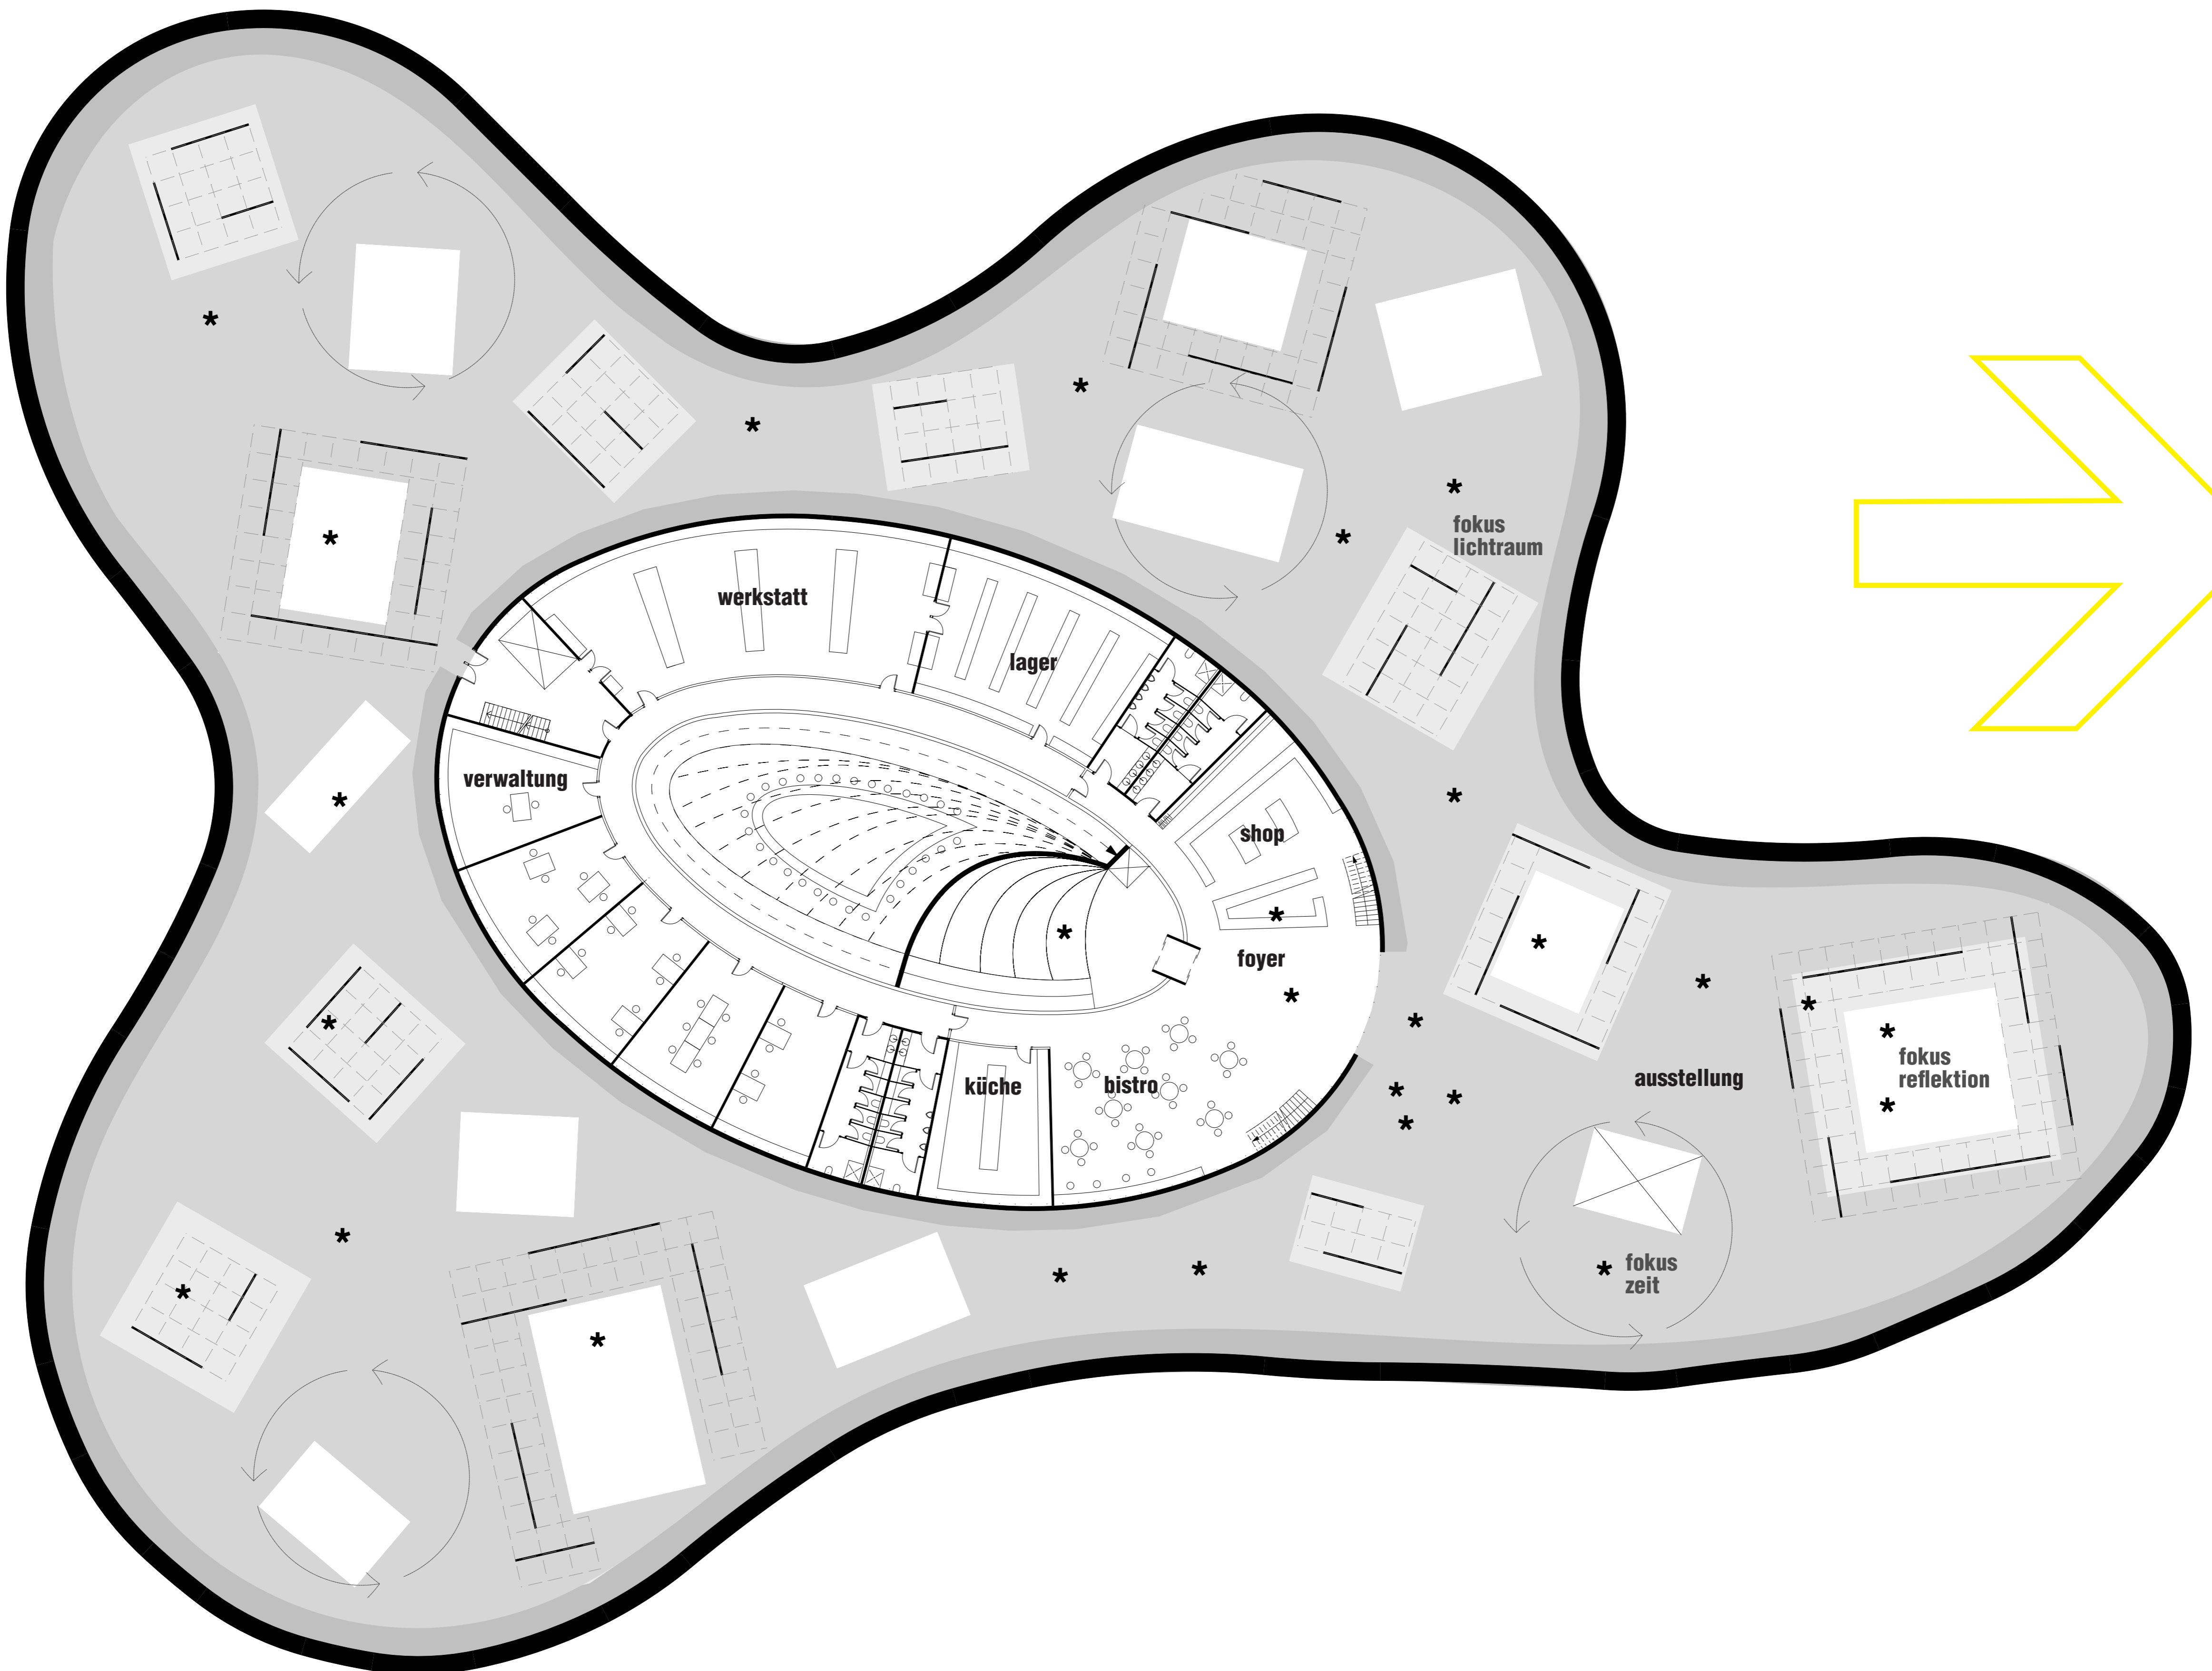 fokus
lichtraum
werkstatt
lager
verwaltung
shop
foyer
küche
bistro
ausstellung
fokus
reflektion
fokus
zeit